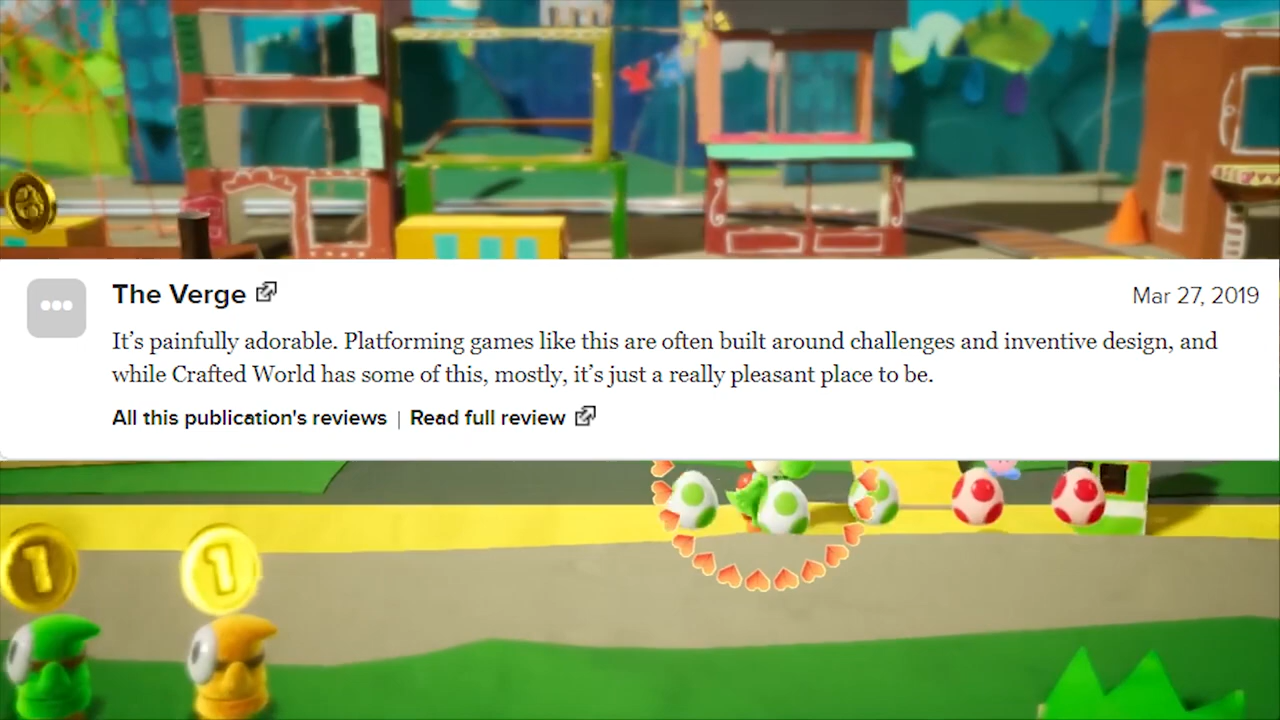 The Verge
Mar 27, 2019
It’s painfully adorable. Platforming games like this are often built around challenges and inventive design, and
while Crafted World has some of this, mostly, it’s just a really pleasant place to be.
All this publication's reviews | Read full review
1 1